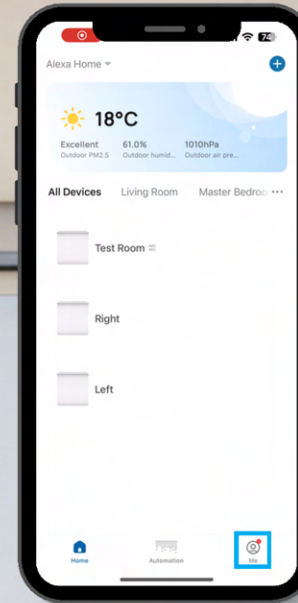 74
Alexa Home
18°C
Excellent 61.0% 1010hPa
Outdoor PM2.5 Outdoor humid... Outdoor air pre...
All Devices Living Room Master Bedroo
Test Room
Right
Left
Home Automation Me